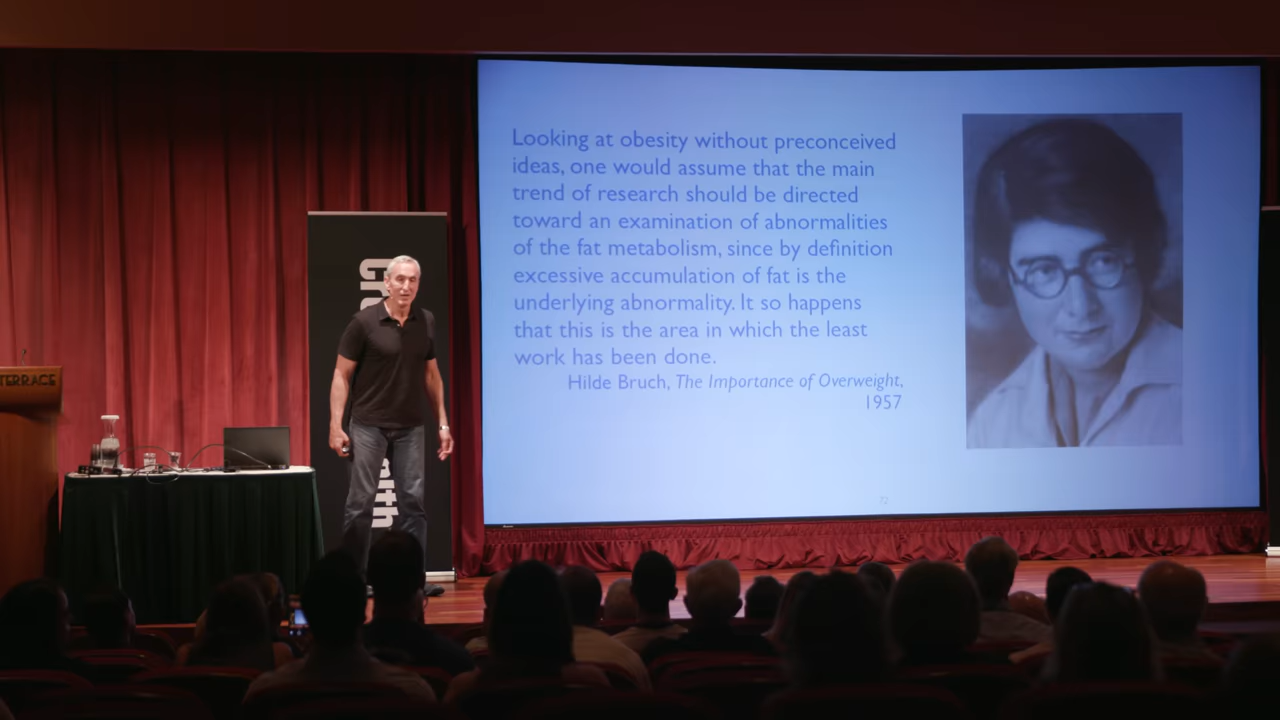 Looking at obesity without preconceived
ideas, one would assume that the main
trend of research should be directed
toward an examination of abnormalities
of the fat metabolism, since by definition
excessive accumulation of fat is the
underlying abnormality. It so happens
that this is the area in which the least
work has been done.
Hilde Bruch, The Importance of Overweight,
1957
72
TERRACE